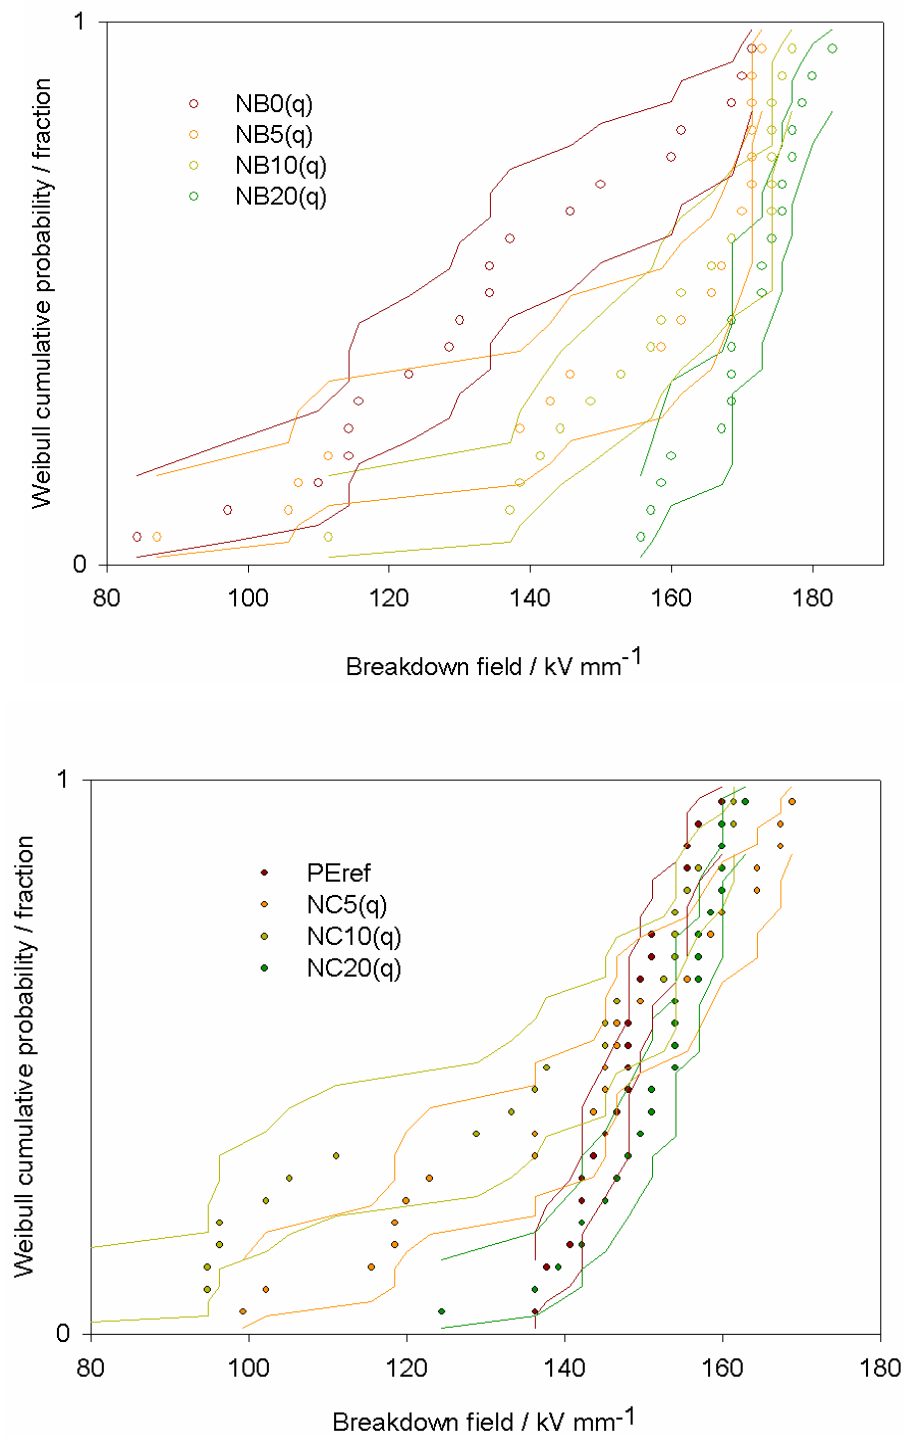 1
NB0(q)
NB5(q)
NB10(q)
NB20(q)
Weibull cumulative probability / fraction
0
80 100 120 140 160 180
Breakdown field / kV mm-1
1
PEref
NC5(q)
NC10(q)
NC20(q)
Weibull cumulative probability / fraction
0
80 100 120 140 160 180
Breakdown field / kV mm-1